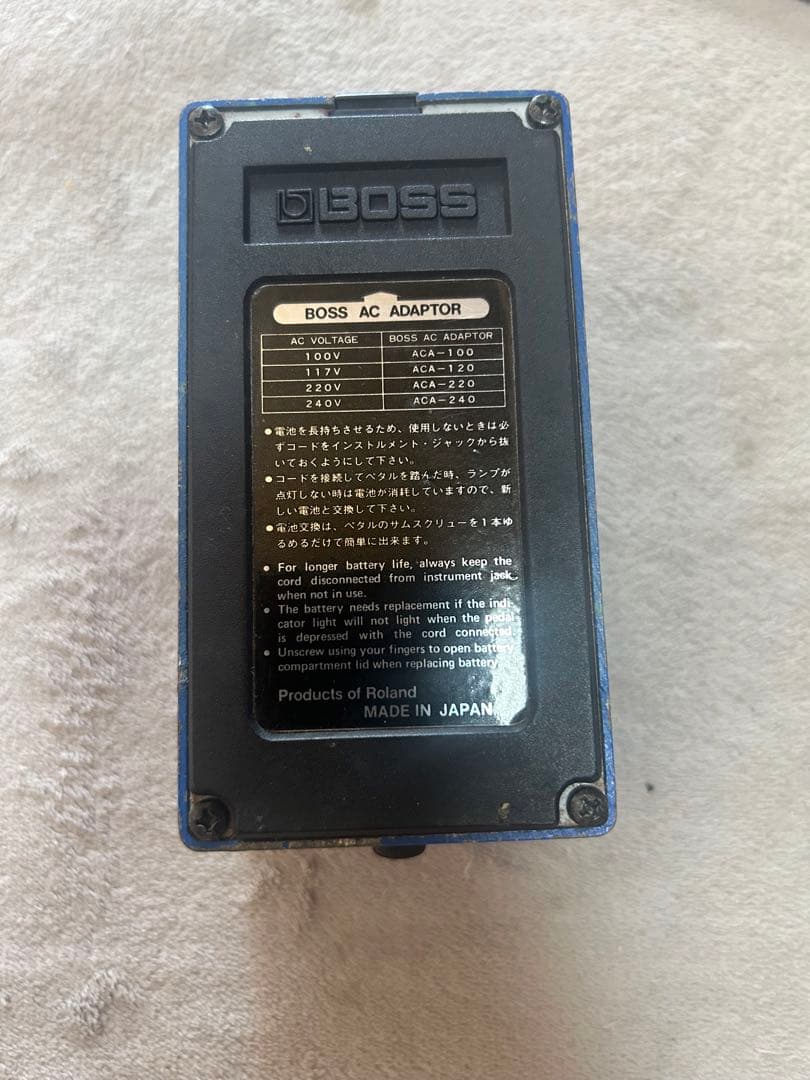 BOSS
BOSS AC ADAPTOR
AC VOLTAGE BOSS AC ADAPTOR
100V ACA-100
117V ACA-120
220V ACA-220
240V ACA-240
●電池を長持ちさせるため、使用しないときは必
ずコードをインストルメント・ジャックから抜
いておくようにして下さい。
●コードを接続してペタルを踏んだ時、ランプが
点灯しない時は電池が消耗していますので、新
しい電池と交換して下さい。
●電池交換は、ペタルのサムスクリューを1本ゆ
るめるだけで簡単に出来ます。
● For longer battery life, always keep the
cord disconnected from instrument jack
when not in use.
● The battery needs replacement if the indi-
cator light will not light when the pedal
is depressed with the cord connected.
● Unscrew using your fingers to open battery
compartment lid when replacing battery.
Products of Roland
MADE IN JAPAN